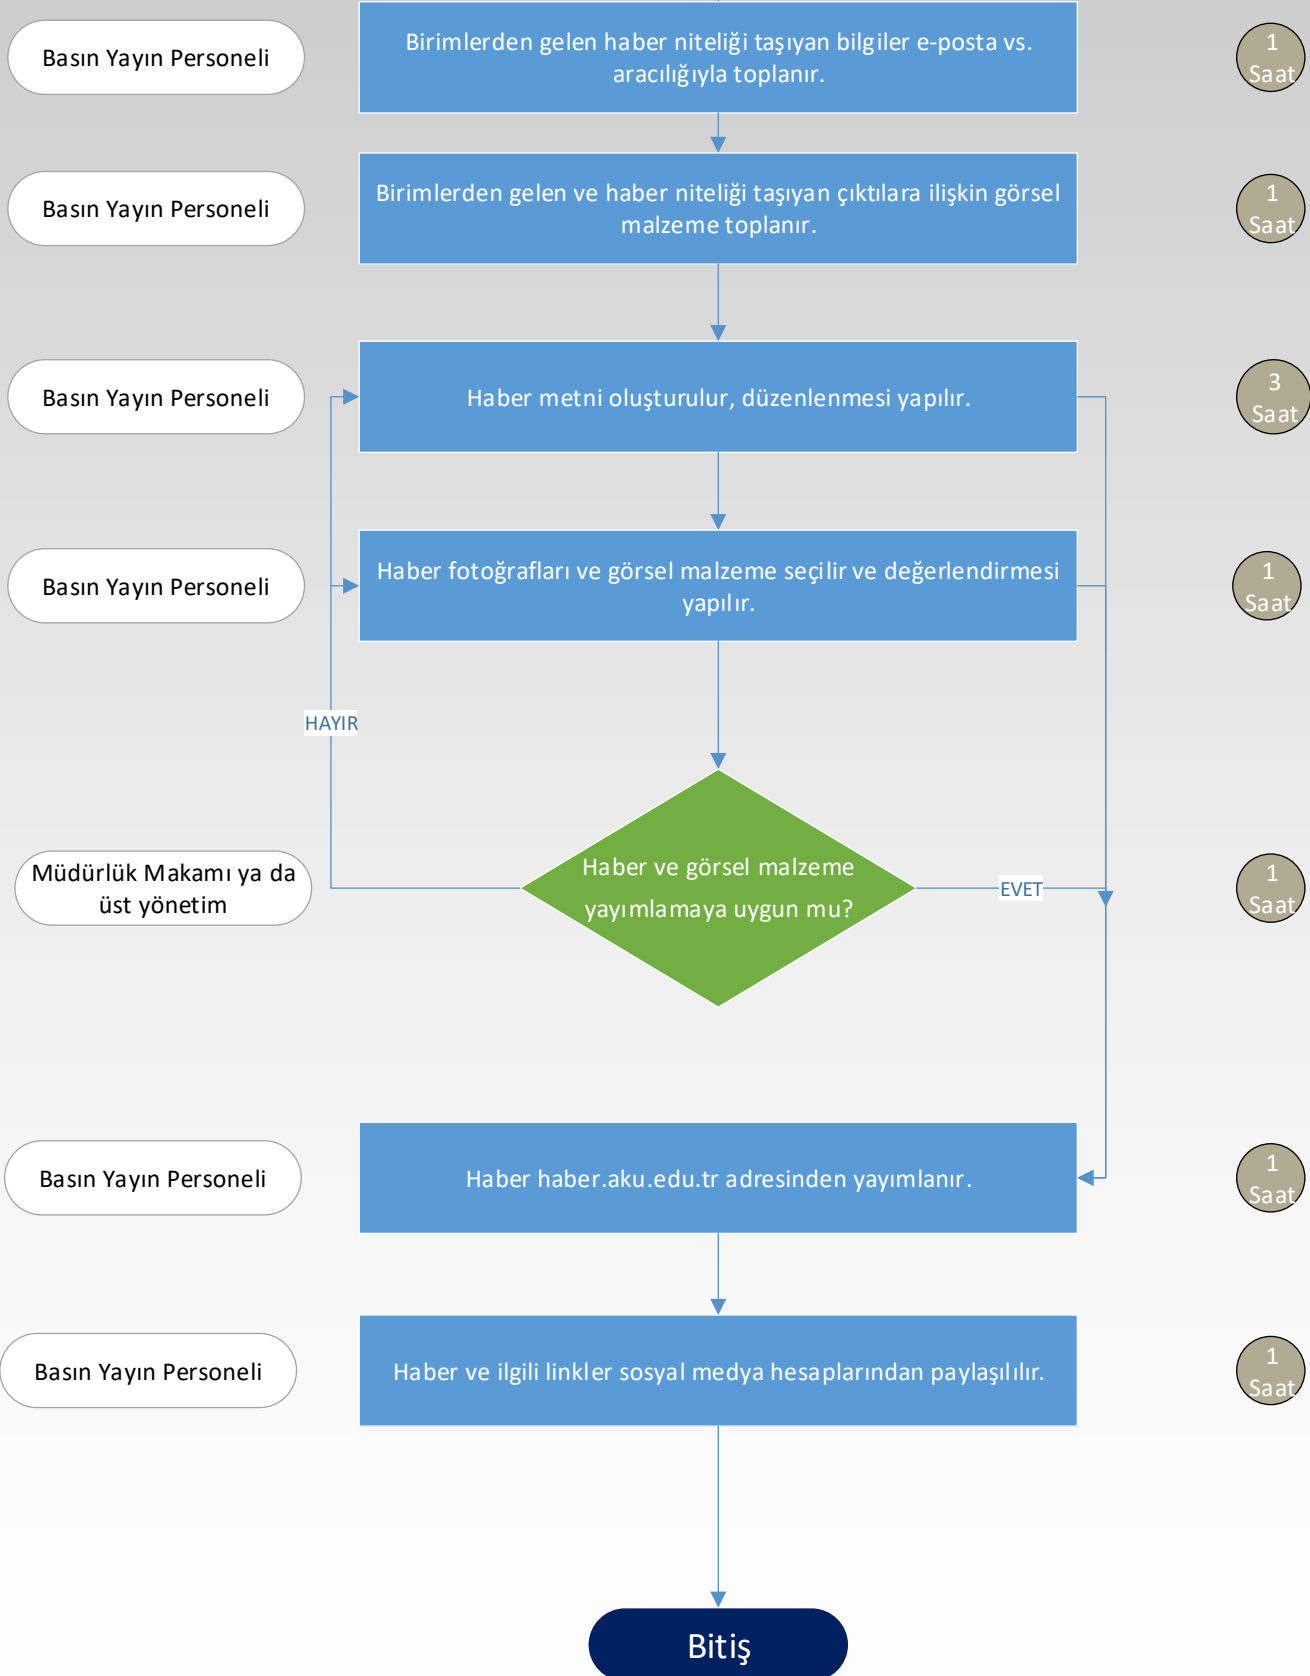 Basın Yayın Personeli
Birimlerden gelen haber niteliği taşıyan bilgiler e-posta vs.
aracılığıyla toplanır.
1
Saat
Basın Yayın Personeli
Birimlerden gelen ve haber niteliği taşıyan çıktılara ilişkin görsel
malzeme toplanır.
1
Saat
Basın Yayın Personeli
Haber metni oluşturulur, düzenlenmesi yapılır.
3
Saat
Basın Yayın Personeli
Haber fotoğrafları ve görsel malzeme seçilir ve değerlendirmesi
yapılır.
1
Saat
HAYIR
Müdürlük Makamı ya da
üst yönetim
Haber ve görsel malzeme
yayımlamaya uygun mu?
EVET
1
Saat
Basın Yayın Personeli
Haber haber.aku.edu.tr adresinden yayımlanır.
1
Saat
Basın Yayın Personeli
Haber ve ilgili linkler sosyal medya hesaplarından paylaşılılır.
1
Saat
Bitiş